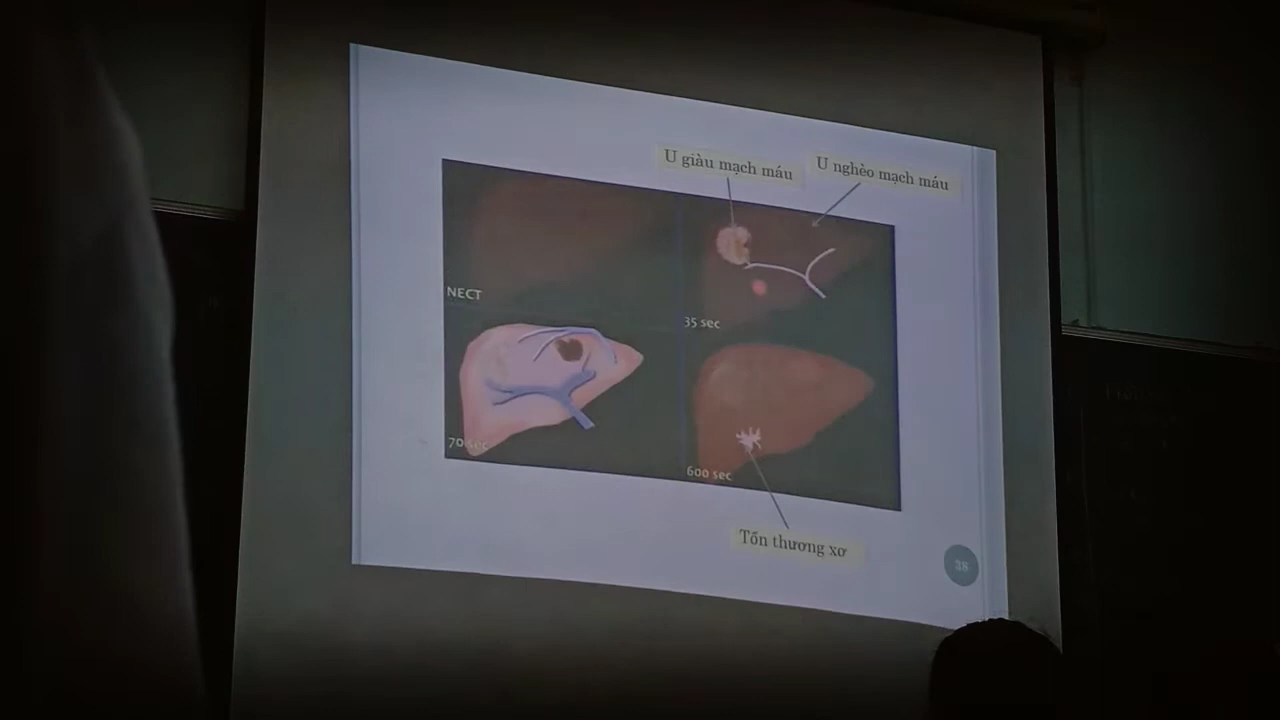 U giàu mạch máu
U nghèo mạch máu
NECT
35 sec
70 sec
600 sec
Tổn thương xơ
38